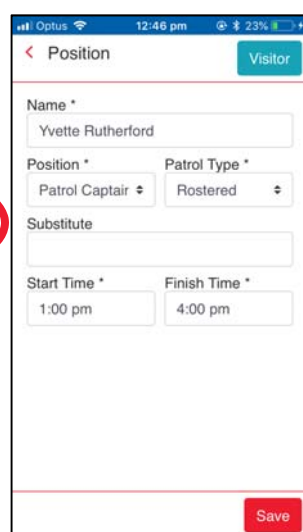 Optus 12:46 pm 23%
Position Visitor
Name *
Yvette Rutherford
Position * Patrol Type *
Patrol Captair Rostered
Substitute
Start Time * Finish Time *
1:00 pm 4:00 pm
Save